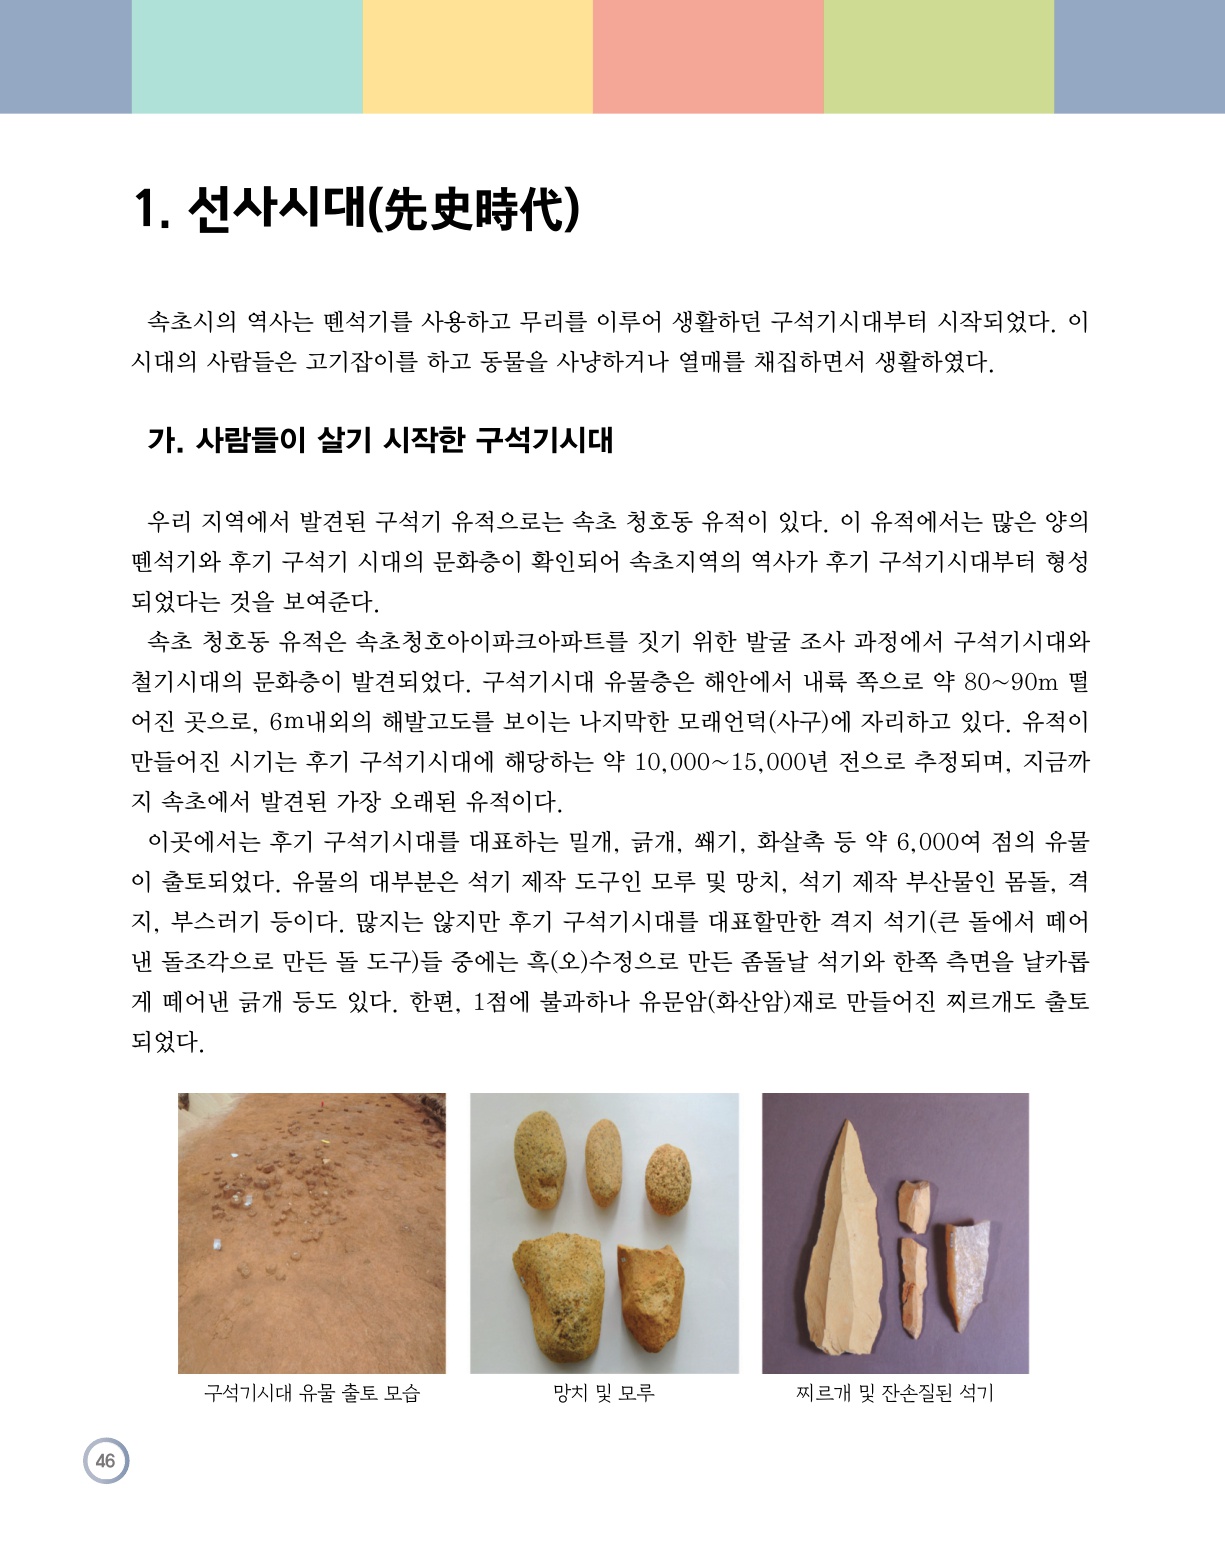 1. 선사시대(先史時代)
속초시의 역사는 뗀석기를 사용하고 무리를 이루어 생활하던 구석기시대부터 시작되었다. 이
시대의 사람들은 고기잡이를 하고 동물을 사냥하거나 열매를 채집하면서 생활하였다.
가. 사람들이 살기 시작한 구석기시대
우리 지역에서 발견된 구석기 유적으로는 속초 청호동 유적이 있다. 이 유적에서는 많은 양의
뗀석기와 후기 구석기 시대의 문화층이 확인되어 속초지역의 역사가 후기 구석기시대부터 형성
되었다는 것을 보여준다.
속초 청호동 유적은 속초청호아이파크아파트를 짓기 위한 발굴 조사 과정에서 구석기시대와
철기시대의 문화층이 발견되었다. 구석기시대 유물층은 해안에서 내륙 쪽으로 약 80~90m 떨
어진 곳으로, 6m내외의 해발고도를 보이는 나지막한 모래언덕(사구)에 자리하고 있다. 유적이
만들어진 시기는 후기 구석기시대에 해당하는 약 10,000~15,000년 전으로 추정되며, 지금까
지 속초에서 발견된 가장 오래된 유적이다.
이곳에서는 후기 구석기시대를 대표하는 밀개, 긁개, 쐐기, 화살촉 등 약 6,000여 점의 유물
이 출토되었다. 유물의 대부분은 석기 제작 도구인 모루 및 망치, 석기 제작 부산물인 몸돌, 격
지, 부스러기 등이다. 많지는 않지만 후기 구석기시대를 대표할만한 격지 석기(큰 돌에서 떼어
낸 돌조각으로 만든 돌 도구)들 중에는 흑(오)수정으로 만든 좀돌날 석기와 한쪽 측면을 날카롭
게 떼어낸 긁개 등도 있다. 한편, 1점에 불과하나 유문암(화산암)재로 만들어진 찌르개도 출토
되었다.
구석기시대 유물 출토 모습
망치 및 모루
찌르개 및 잔손질된 석기
46